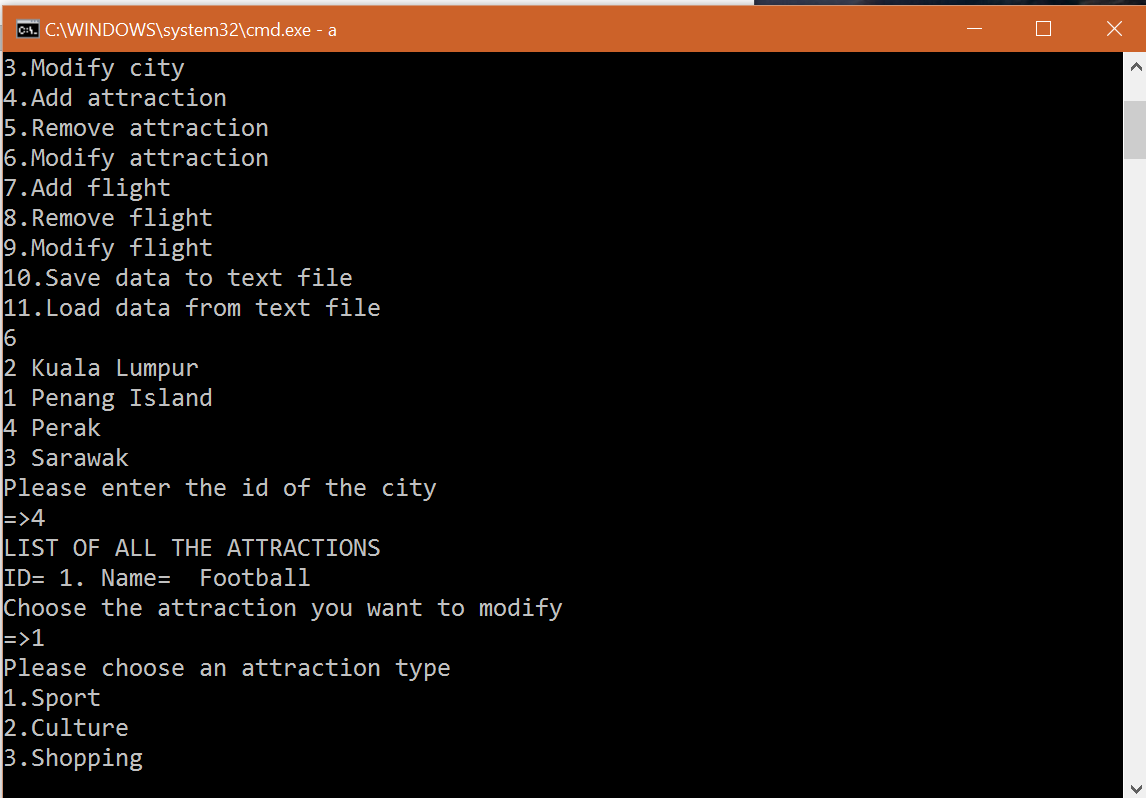 C:\WINDOWS\system32\cmd.exe - a
3.Modify city
4.Add attraction
5.Remove attraction
6.Modify attraction
7.Add flight
8.Remove flight
9.Modify flight
10.Save data to text file
11.Load data from text file
6
2 Kuala Lumpur
1 Penang Island
4 Perak
3 Sarawak
Please enter the id of the city
=>4
LIST OF ALL THE ATTRACTIONS
ID= 1. Name=  Football
Choose the attraction you want to modify
=>1
Please choose an attraction type
1.Sport
2.Culture
3.Shopping